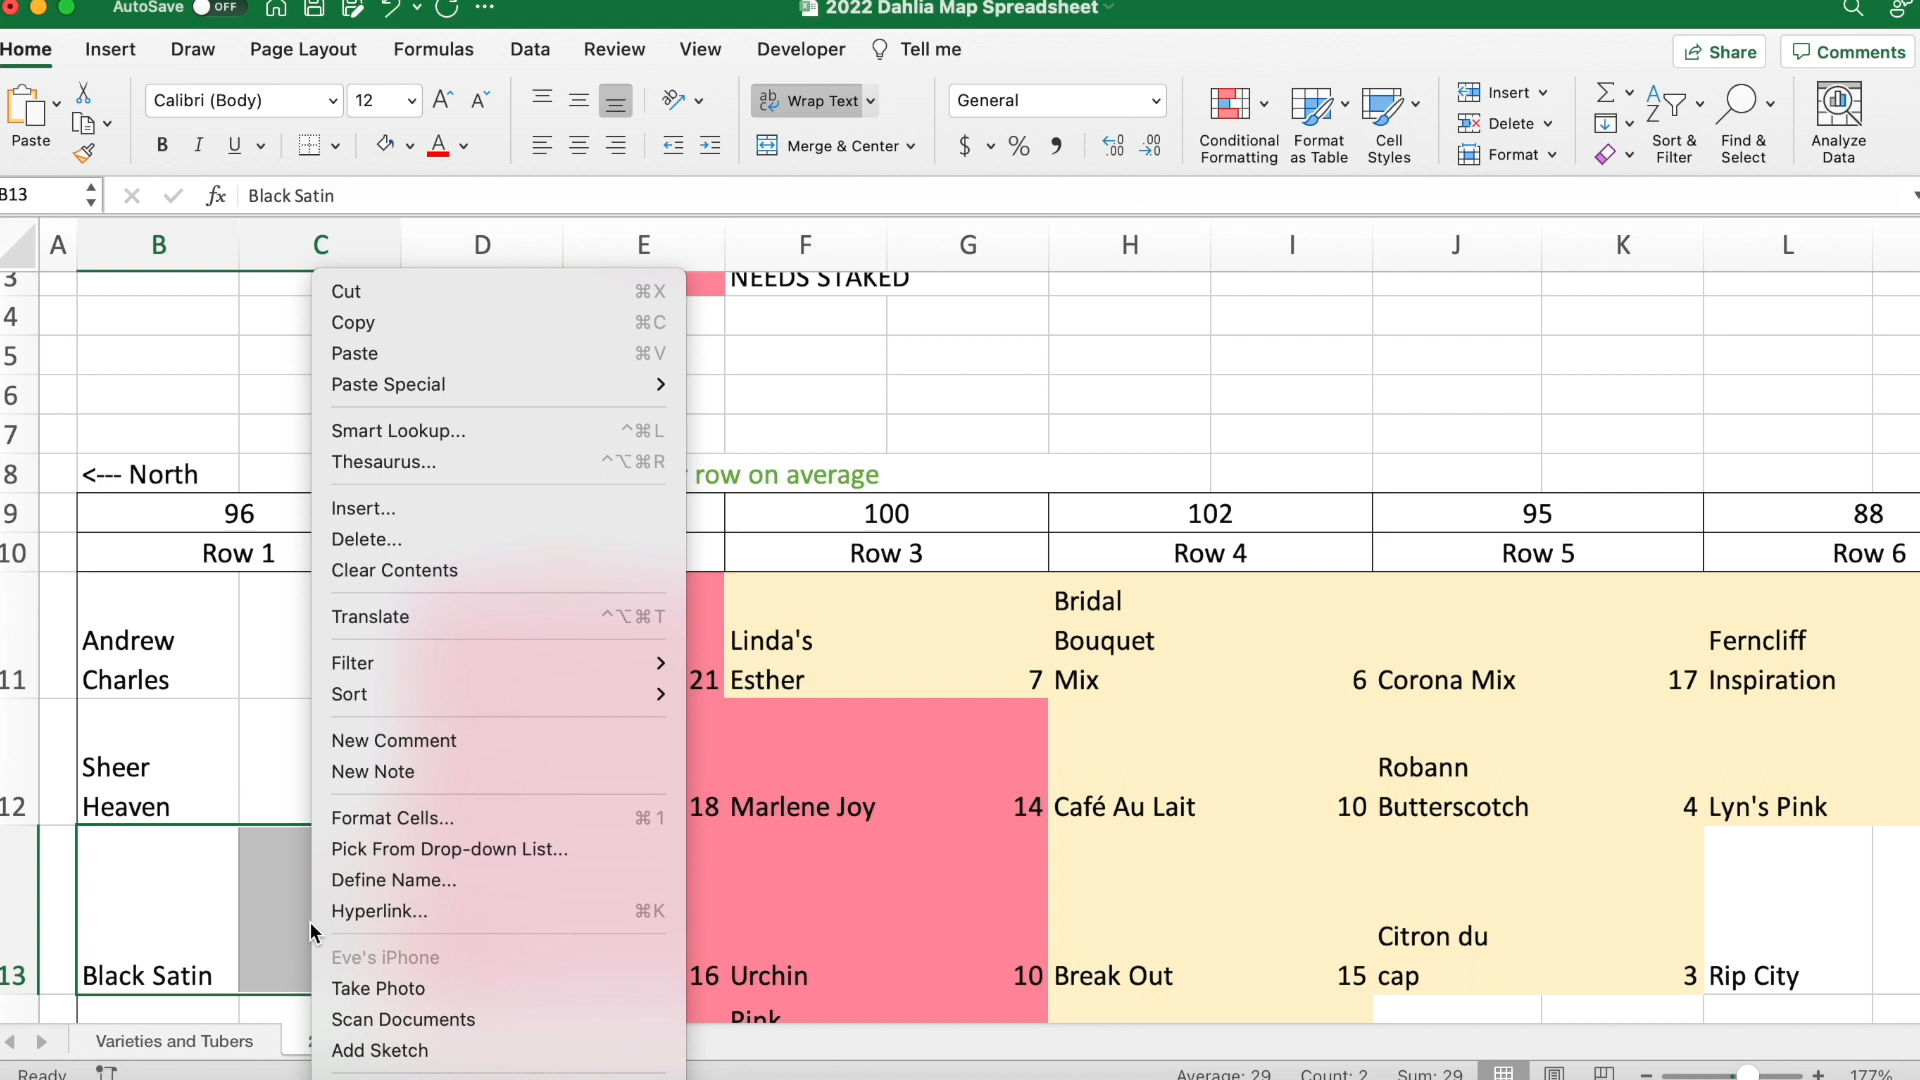 AutoSave OFF 2022 Dahlia Map Spreadsheet
Home Insert Draw Page Layout Formulas Data Review View Developer Tell me Share Comments
Paste Calibri (Body) 12 Wrap Text General Insert
B I U Merge & Center $ % Delete
Conditional Formatting Format as Table Cell Styles Format Sort & Filter Find & Select Analyze Data
B13 fx Black Satin
A B C D E F G H I J K L
3 NEEDS STAKED
4
5
6
7
8 <--- North row on average
9 96 100 102 95 88
10 Row 1 Row 3 Row 4 Row 5 Row 6
Bridal
Andrew Linda's Bouquet Ferncliff
11 Charles 21 Esther 7 Mix 6 Corona Mix 17 Inspiration
Sheer Robann
12 Heaven 18 Marlene Joy 14 Café Au Lait 10 Butterscotch 4 Lyn's Pink
Citron du
13 Black Satin 16 Urchin 10 Break Out 15 cap 3 Rip City
Pink
Cut ⌘X
Copy ⌘C
Paste ⌘V
Paste Special
Smart Lookup... ^⌘L
Thesaurus... ^⌥⌘R
Insert...
Delete...
Clear Contents
Translate ^⌥⌘T
Filter
Sort
New Comment
New Note
Format Cells... ⌘1
Pick From Drop-down List...
Define Name...
Hyperlink... ⌘K
Eve's iPhone
Take Photo
Scan Documents
Add Sketch
Varieties and Tubers
Ready Average: 29 Count: 2 Sum: 29 177%